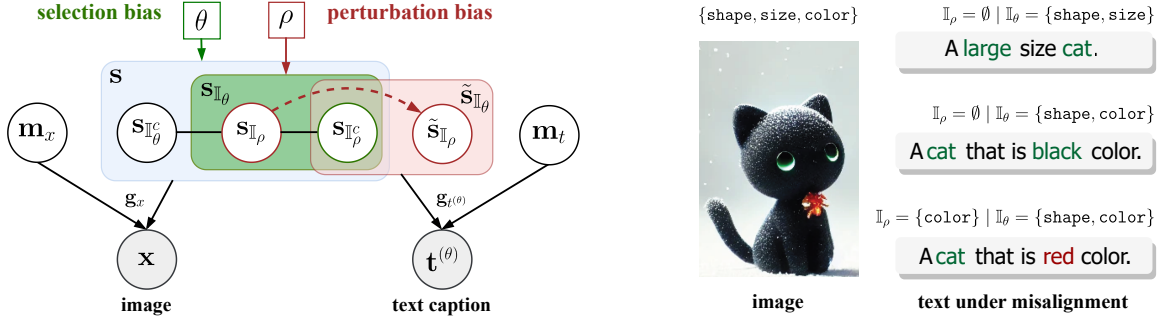 selection bias
θ
ρ
perturbation bias
s
s_{𝕀_θ}
s̃_{𝕀_θ}
m_x
s_{𝕀_θ^c}
s_{𝕀_ρ}
s_{𝕀_ρ^c}
s̃_{𝕀_ρ}
m_t
g_x
g_{t^{(θ)}}
x
t^{(θ)}
image
text caption
{shape, size, color}
image
𝕀_ρ = ∅ | 𝕀_θ = {shape, size}
A large size cat.
𝕀_ρ = ∅ | 𝕀_θ = {shape, color}
A cat that is black color.
𝕀_ρ = {color} | 𝕀_θ = {shape, color}
A cat that is red color.
text under misalignment